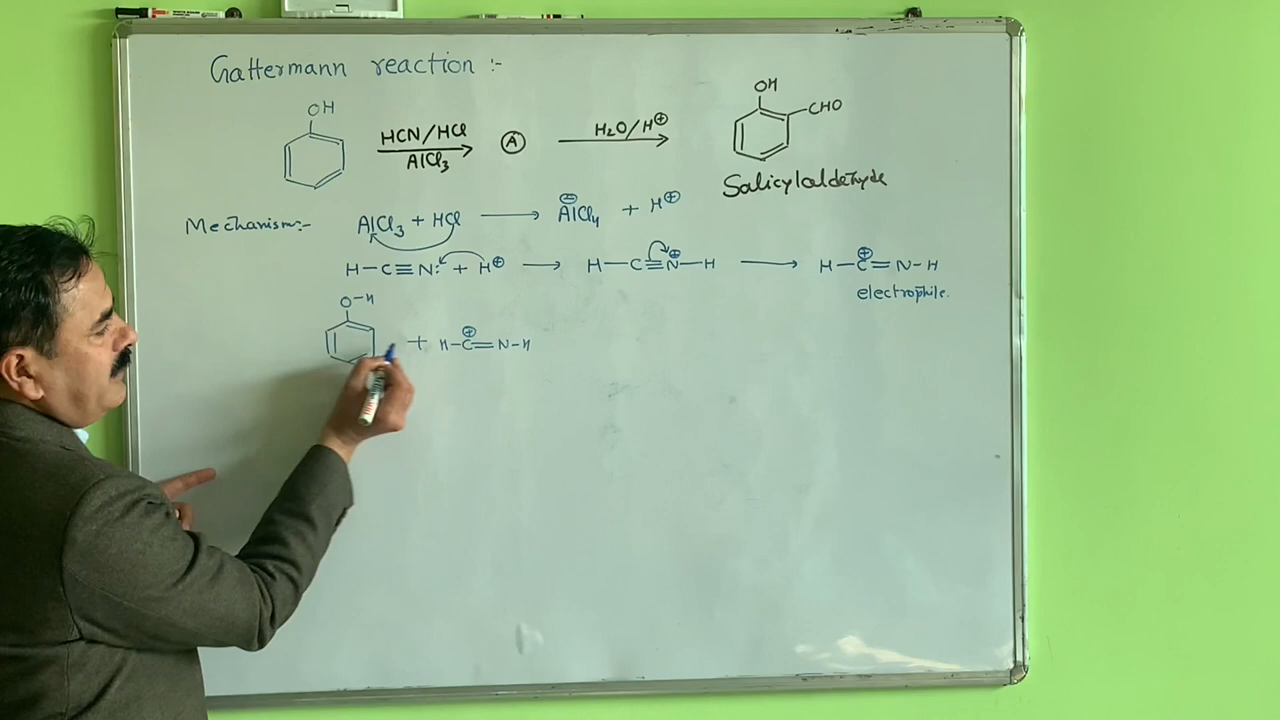 Gattermann reaction :-
OH
HCN/HCl
AlCl₃
A
H₂O/H⊕
OH
CHO
Salicylaldehyde
Mechanism:- AlCl₃ + HCl ⟶ AlCl₄⊖ + H⊕
H-C≡N: + H⊕ ⟶ H-C≡N⊕-H ⟶ H-C⊕=N-H
electrophile.
O-H
+ H-C⊕=N-H